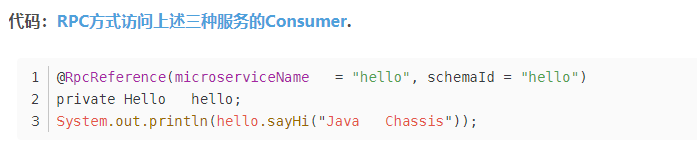 代码：RPC方式访问上述三种服务的Consumer.
1 @RpcReference(microserviceName   = "hello", schemaId = "hello")
2 private Hello   hello;
3 System.out.println(hello.sayHi("Java   Chassis"));